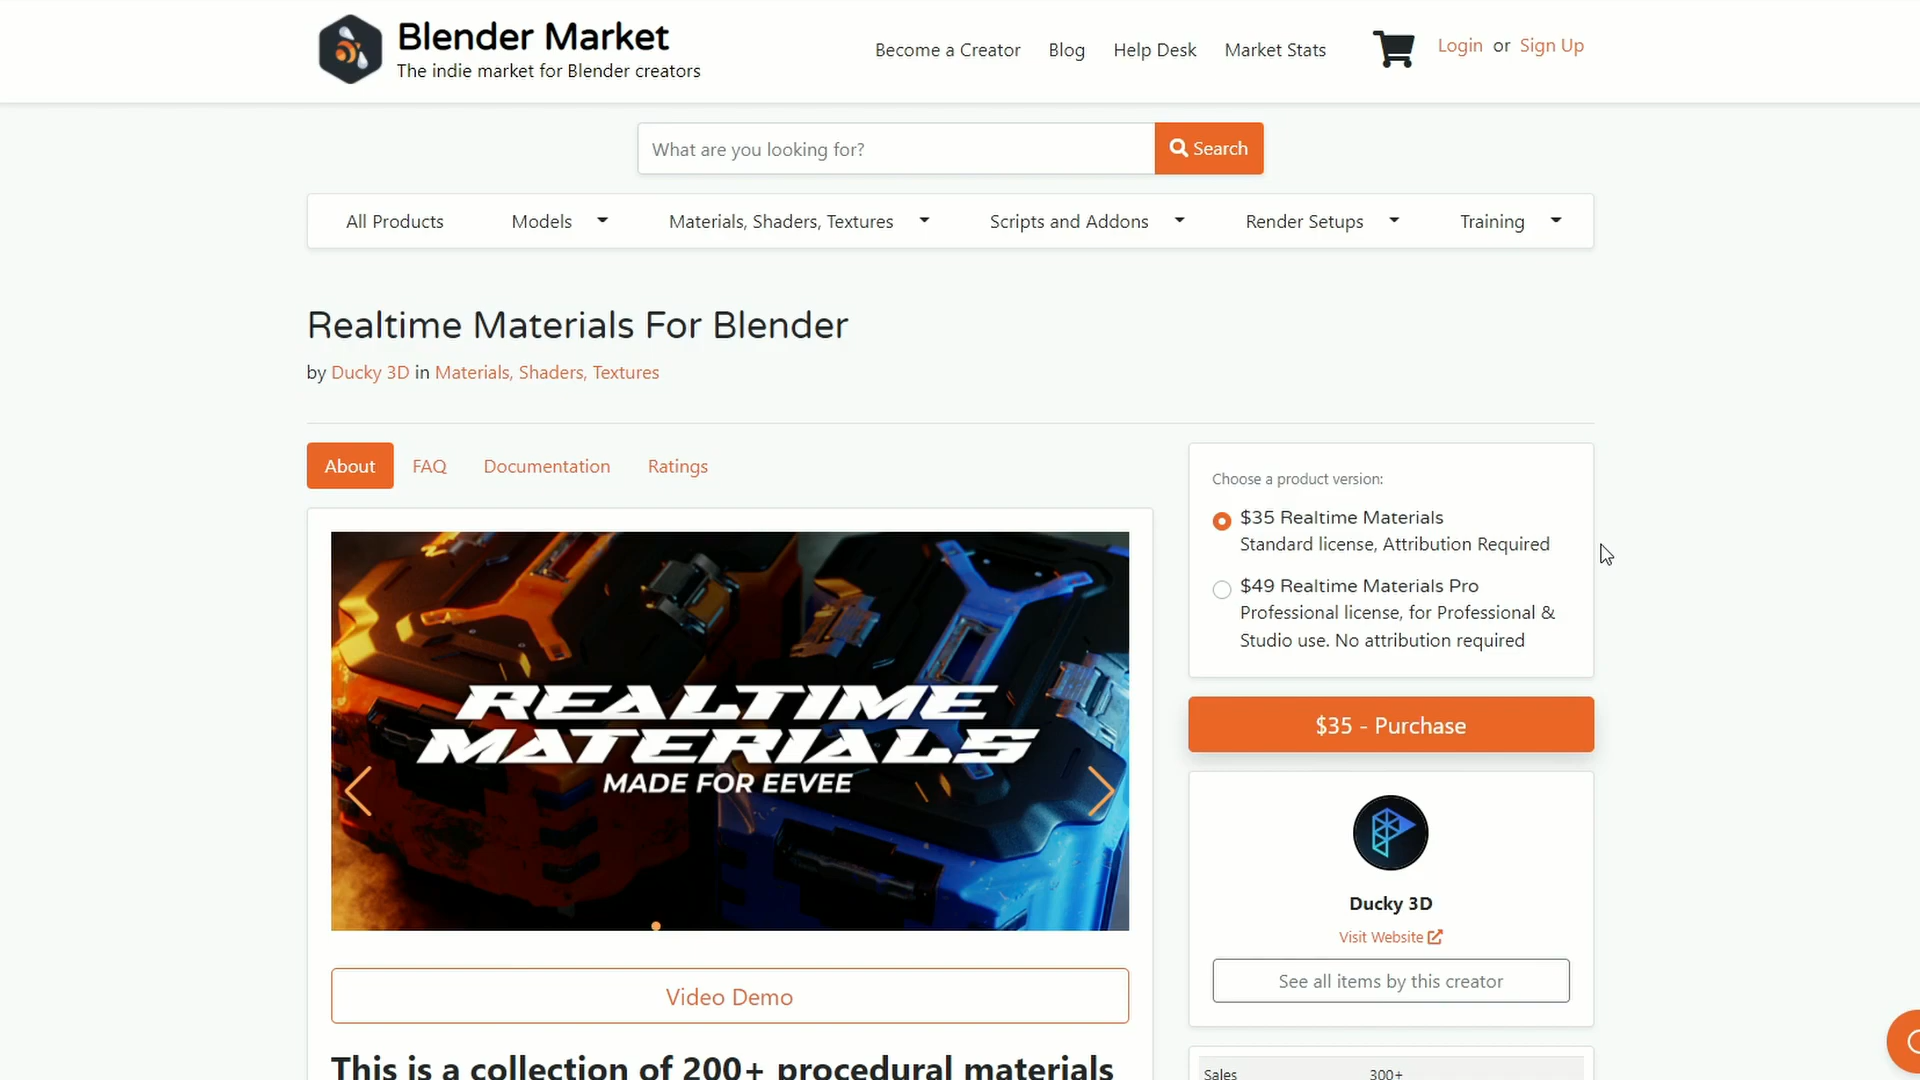 Blender Market
The indie market for Blender creators
Become a Creator
Blog
Help Desk
Market Stats
Login or Sign Up
What are you looking for?
Search
All Products
Models
Materials, Shaders, Textures
Scripts and Addons
Render Setups
Training
Realtime Materials For Blender
by Ducky 3D in Materials, Shaders, Textures
About
FAQ
Documentation
Ratings
REALTIME
MATERIALS
MADE FOR EEVEE
Video Demo
This is a collection of 200+ procedural materials
Choose a product version:
$35 Realtime Materials
Standard license, Attribution Required
$49 Realtime Materials Pro
Professional license, for Professional &
Studio use. No attribution required
$35 - Purchase
Ducky 3D
Visit Website
See all items by this creator
Sales 300+